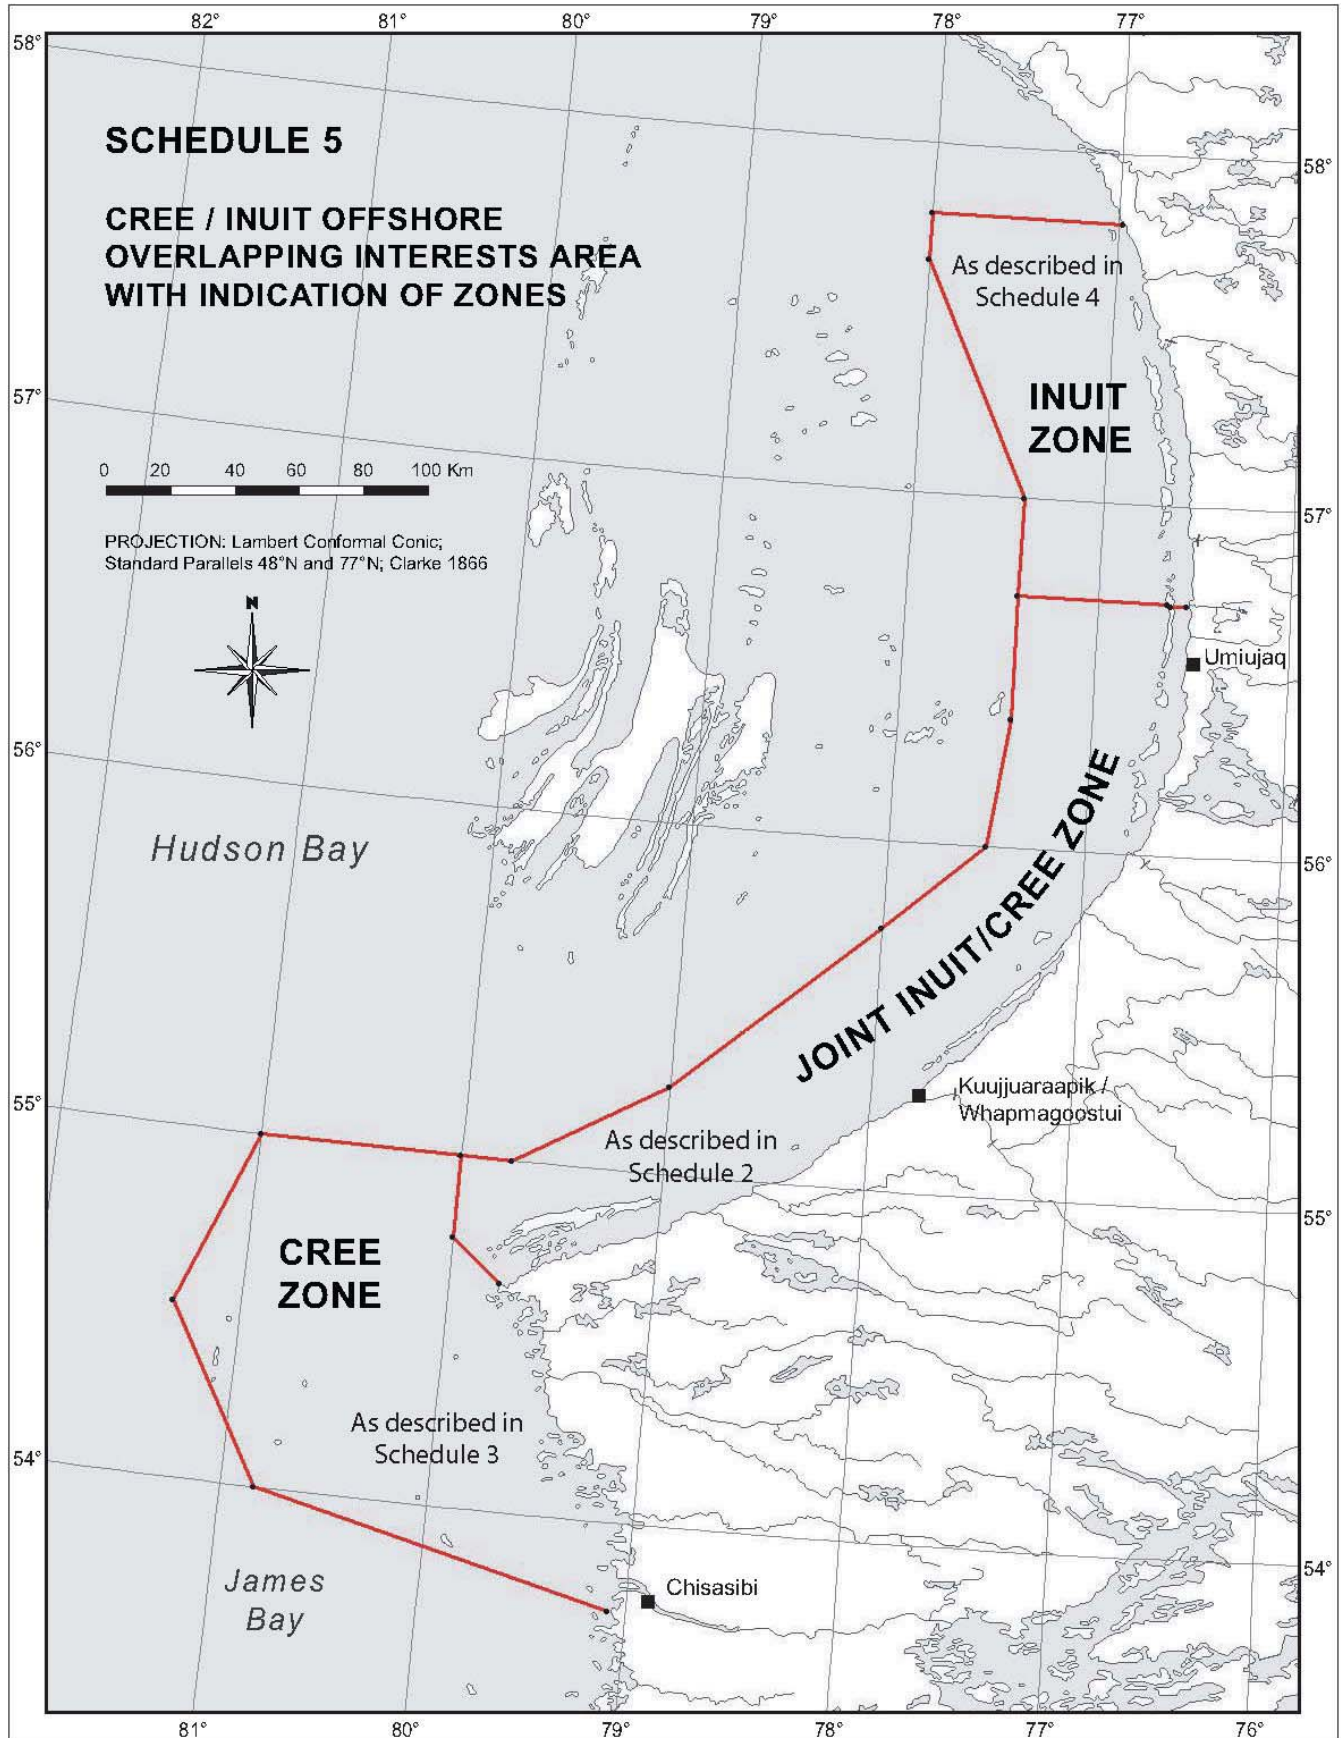 82° 81° 80° 79° 78° 77°
58°
SCHEDULE 5
58°
CREE / INUIT OFFSHORE
OVERLAPPING INTERESTS AREA
WITH INDICATION OF ZONES
As described in
Schedule 4
INUIT
ZONE
57°
0 20 40 60 80 100 Km
57°
PROJECTION: Lambert Conformal Conic;
Standard Parallels 48°N and 77°N; Clarke 1866
N
Umiujaq
56°
Hudson Bay
56°
JOINT INUIT/CREE ZONE
Kuujjuaraapik /
Whapmagoostui
55°
As described in
Schedule 2
55°
CREE
ZONE
As described in
Schedule 3
54°
54°
James
Bay
Chisasibi
81° 80° 79° 78° 77° 76°